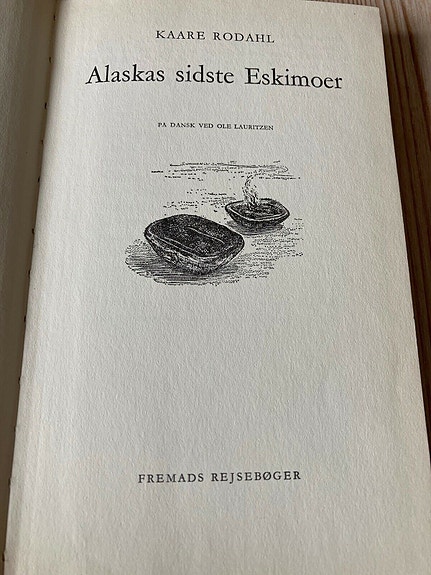 KAARE RODAHL
Alaskas sidste Eskimoer
PÅ DANSK VED OLE LAURITZEN
FREMADS REJSEBØGER